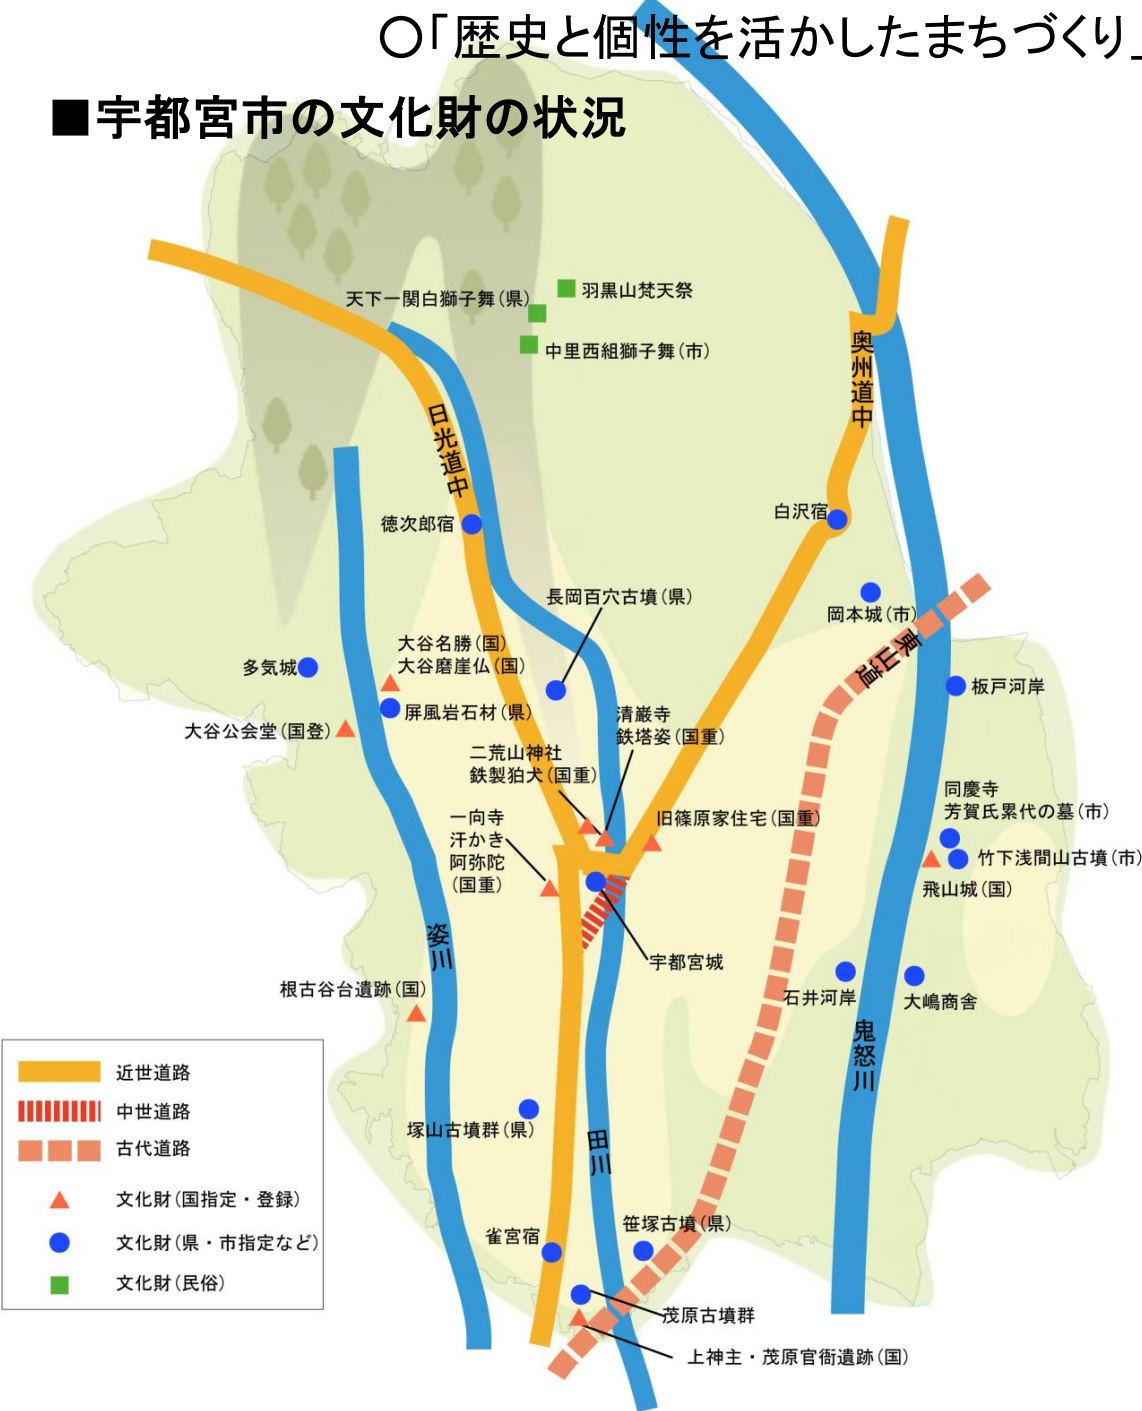 ○「歴史と個性を活かしたまちづくり」
■宇都宮市の文化財の状況
羽黒山梵天祭
天下一関白獅子舞(県)
中里西組獅子舞(市)
奥州道中
日光道中
徳次郎宿
白沢宿
長岡百穴古墳(県)
岡本城(市)
東山道
大谷名勝(国)
大谷磨崖仏(国)
多気城
板戸河岸
屏風岩石材(県)
大谷公会堂(国登)
清巌寺
鉄塔姿(国重)
二荒山神社
鉄製狛犬(国重)
同慶寺
芳賀氏累代の墓(市)
一向寺
汗かき
阿弥陀
(国重)
旧篠原家住宅(国重)
竹下浅間山古墳(市)
飛山城(国)
姿川
宇都宮城
根古谷台遺跡(国)
石井河岸
大嶋商舎
鬼怒川
近世道路
中世道路
古代道路
文化財(国指定・登録)
文化財(県・市指定など)
文化財(民俗)
塚山古墳群(県)
田川
雀宮宿
笹塚古墳(県)
茂原古墳群
上神主・茂原官衙遺跡(国)